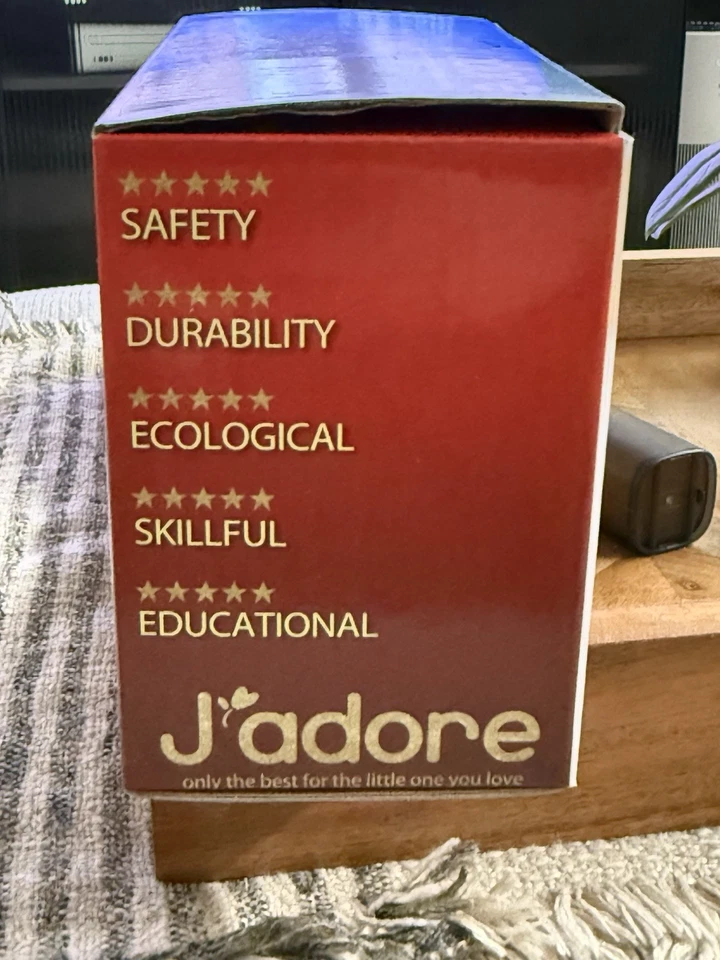 ★★★★★
SAFETY
★★★★★
DURABILITY
★★★★★
ECOLOGICAL
★★★★★
SKILLFUL
★★★★★
EDUCATIONAL
J'adore
only the best for the little one you love